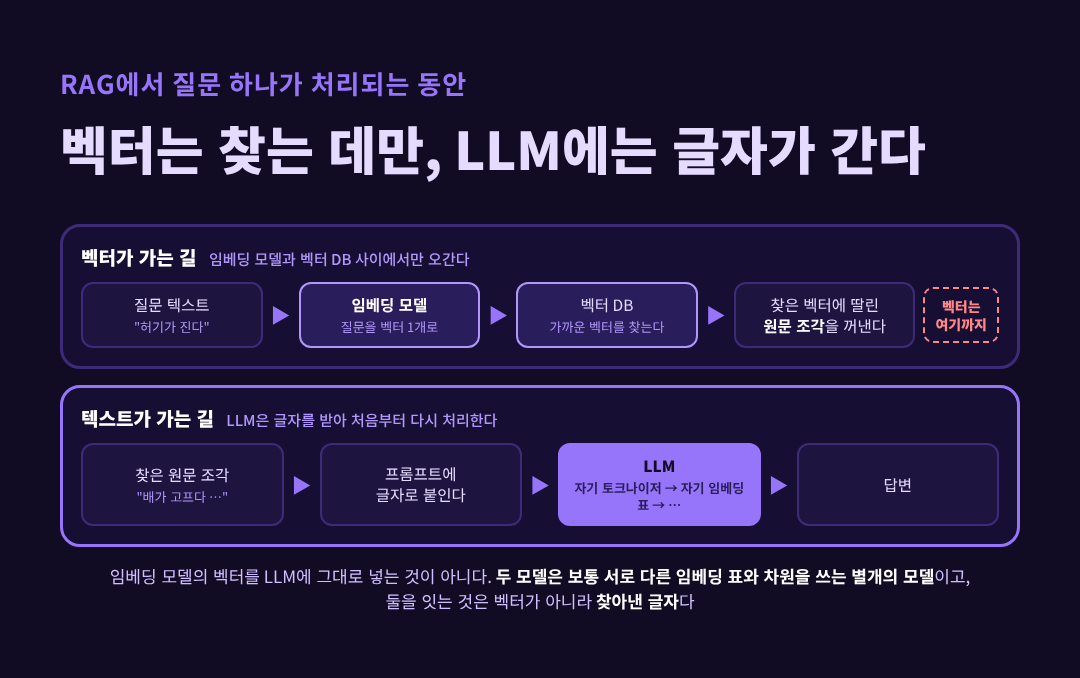 RAG에서 질문 하나가 처리되는 동안
벡터는 찾는 데만, LLM에는 글자가 간다
벡터가 가는 길 임베딩 모델과 벡터 DB 사이에서만 오간다
질문 텍스트
"허기가 진다"
▶
임베딩 모델
질문을 벡터 1개로
▶
벡터 DB
가까운 벡터를 찾는다
▶
찾은 벡터에 딸린
원문 조각을 꺼낸다
벡터는
여기까지
텍스트가 가는 길 LLM은 글자를 받아 처음부터 다시 처리한다
찾은 원문 조각
"배가 고프다 …"
▶
프롬프트에
글자로 붙인다
▶
LLM
자기 토크나이저 → 자기 임베딩
표 → …
▶
답변
임베딩 모델의 벡터를 LLM에 그대로 넣는 것이 아니다. 두 모델은 보통 서로 다른 임베딩 표와 차원을 쓰는 별개의 모델이고,
둘을 잇는 것은 벡터가 아니라 찾아낸 글자다